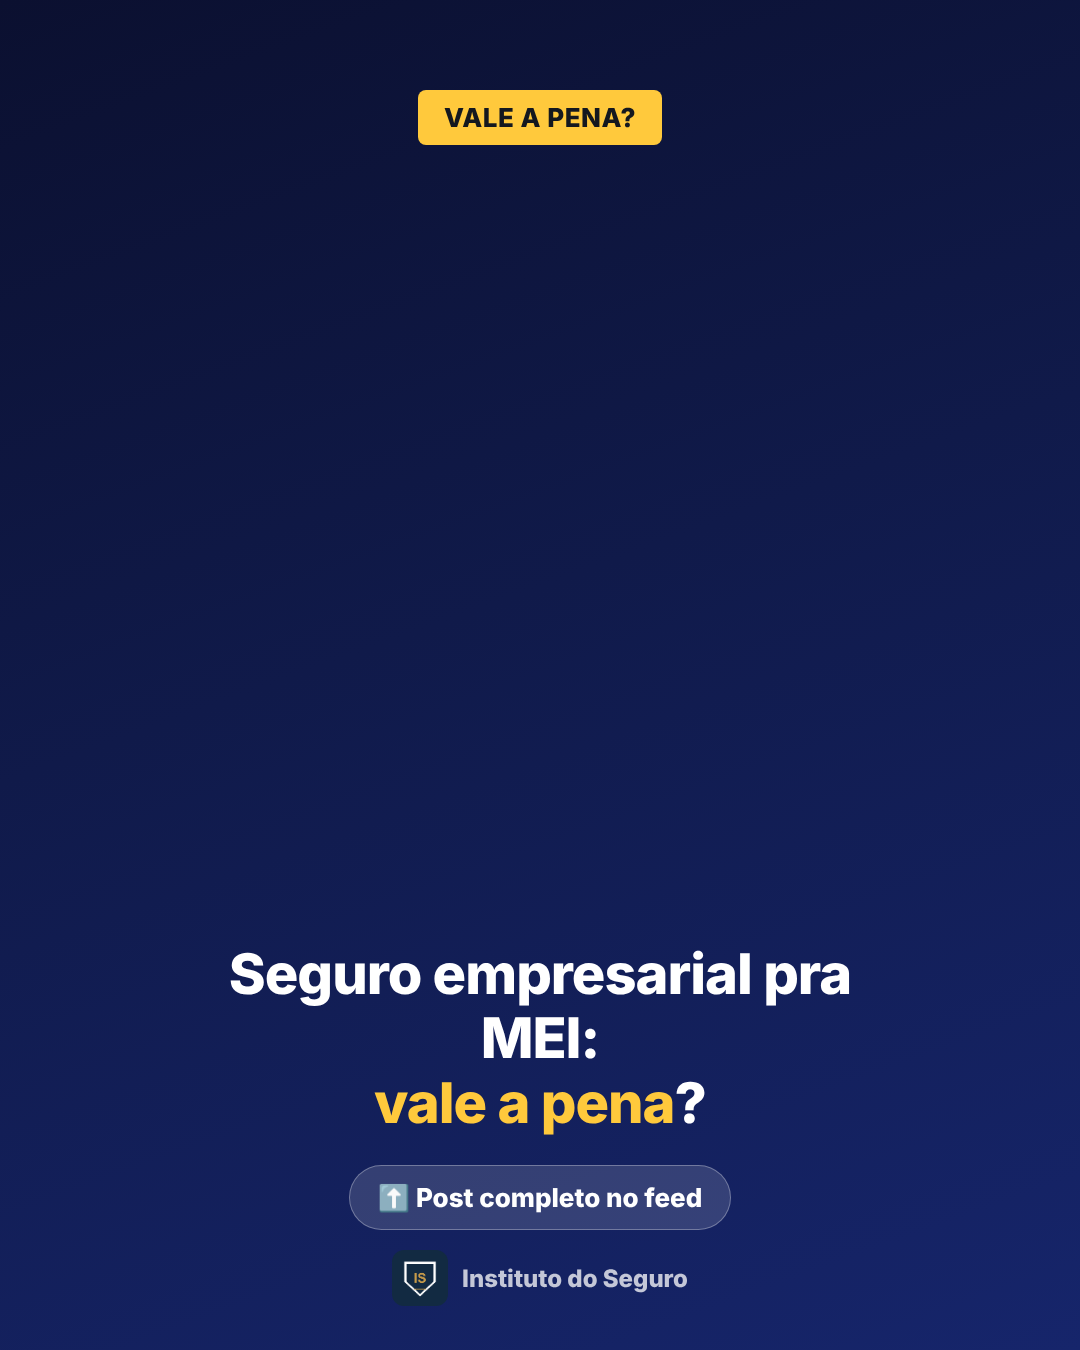 VALE A PENA?
Seguro empresarial pra
MEI:
vale a pena?
⬆️ Post completo no feed
IS
Instituto do Seguro